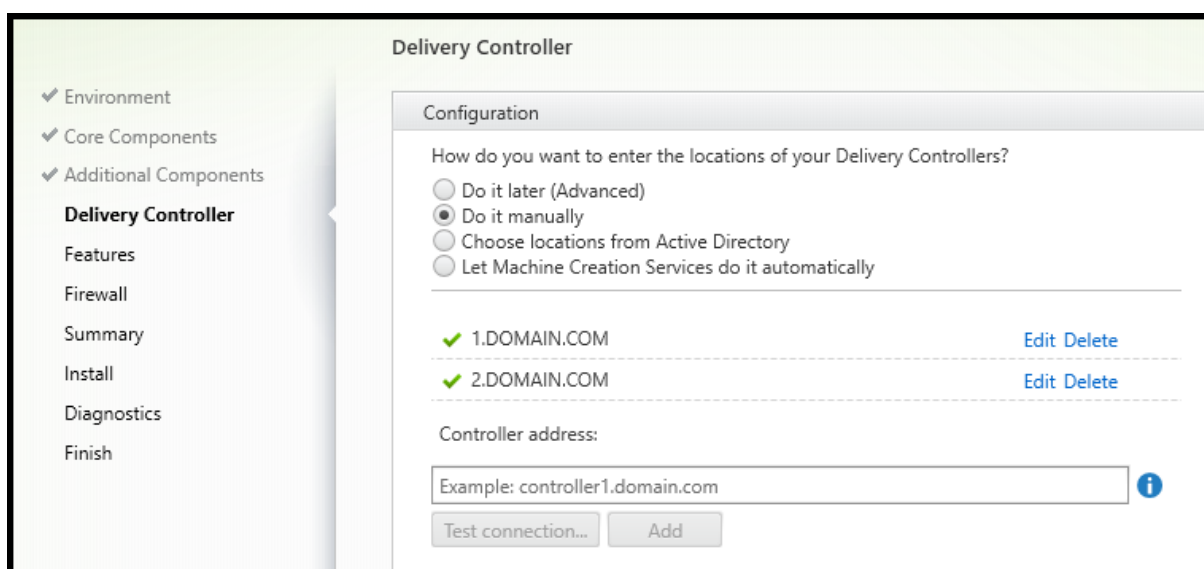 Delivery Controller
Environment
Core Components
Additional Components
Delivery Controller
Features
Firewall
Summary
Install
Diagnostics
Finish
Configuration
How do you want to enter the locations of your Delivery Controllers?
Do it later (Advanced)
Do it manually
Choose locations from Active Directory
Let Machine Creation Services do it automatically
1.DOMAIN.COM Edit Delete
2.DOMAIN.COM Edit Delete
Controller address:
Example: controller1.domain.com
Test connection... Add